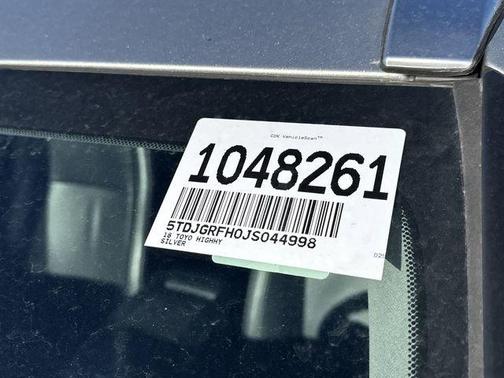 CDK VehicleScan™
1048261
5TDJGRFH0JS044998
18 TOYO HIGHHY
SILVER